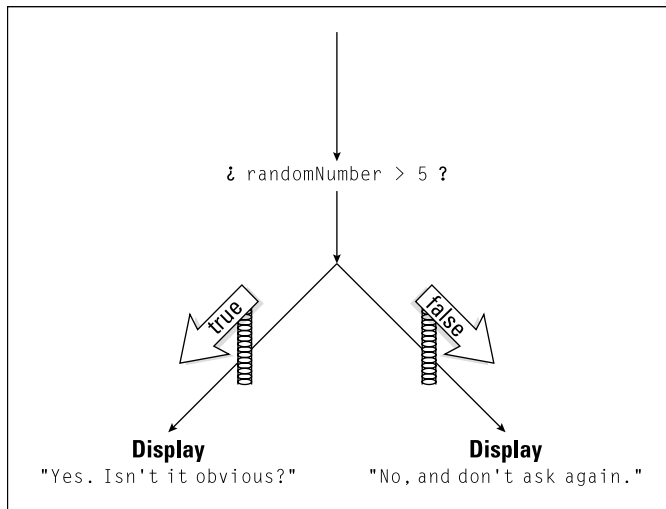 ¿ randomNumber > 5 ?
true
false
Display
"Yes. Isn't it obvious?"
Display
"No, and don't ask again."